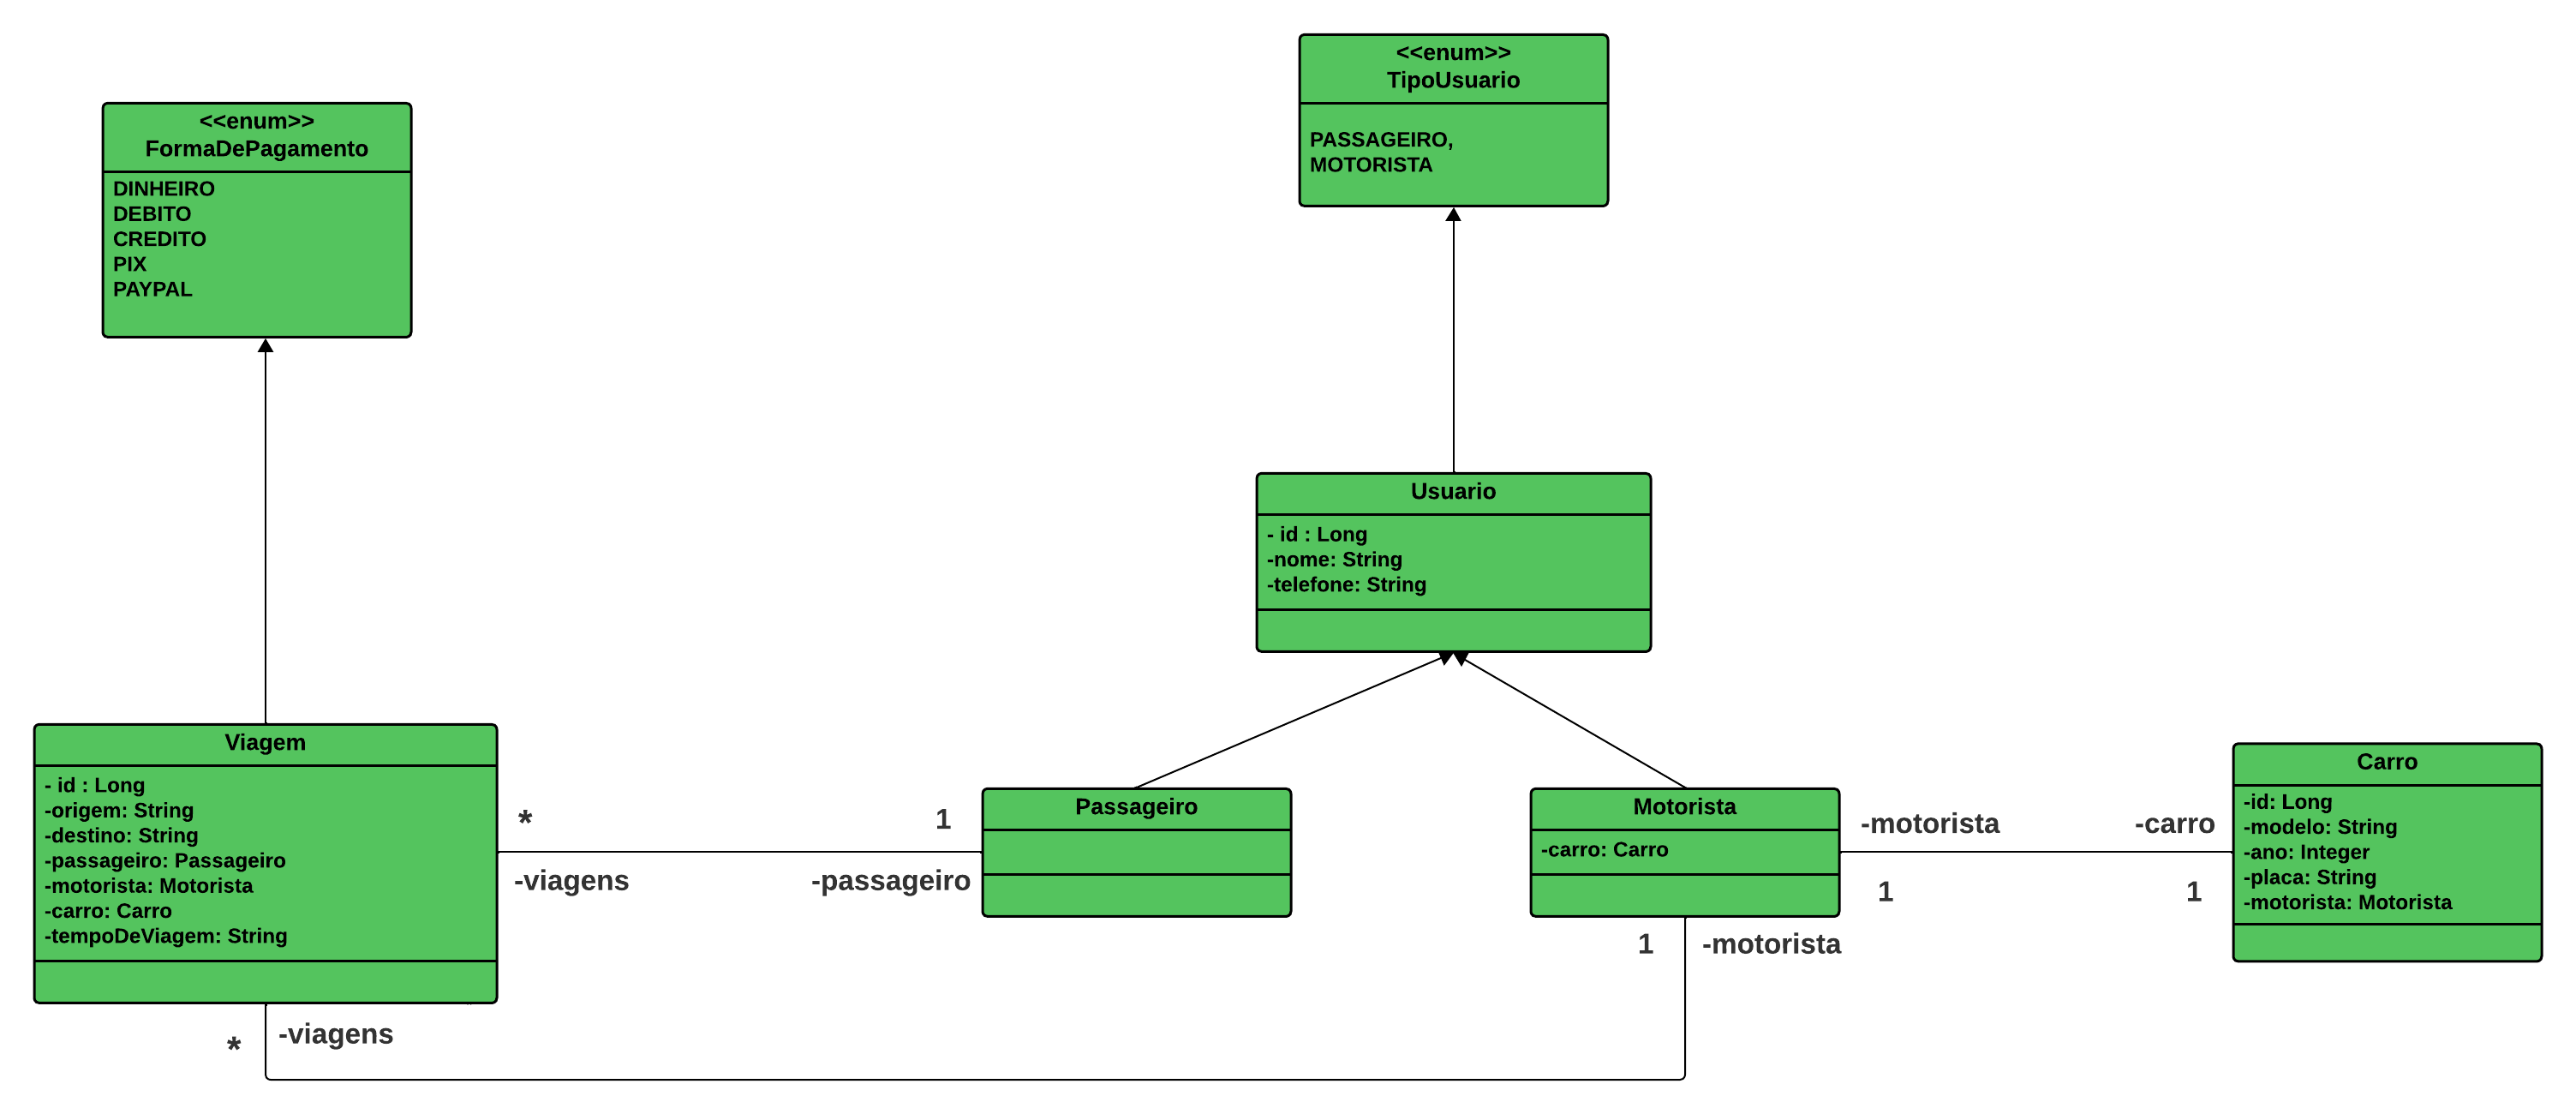 <<enum>>
TipoUsuario
PASSAGEIRO,
MOTORISTA
<<enum>>
FormaDePagamento
DINHEIRO
DEBITO
CREDITO
PIX
PAYPAL
Usuario
- id : Long
-nome: String
-telefone: String
Viagem
- id : Long
-origem: String
-destino: String
-passageiro: Passageiro
-motorista: Motorista
-carro: Carro
-tempoDeViagem: String
*
1
-viagens
-passageiro
Passageiro
Motorista
-carro: Carro
-motorista
-carro
1
1
Carro
-id: Long
-modelo: String
-ano: Integer
-placa: String
-motorista: Motorista
1
-motorista
-viagens
*